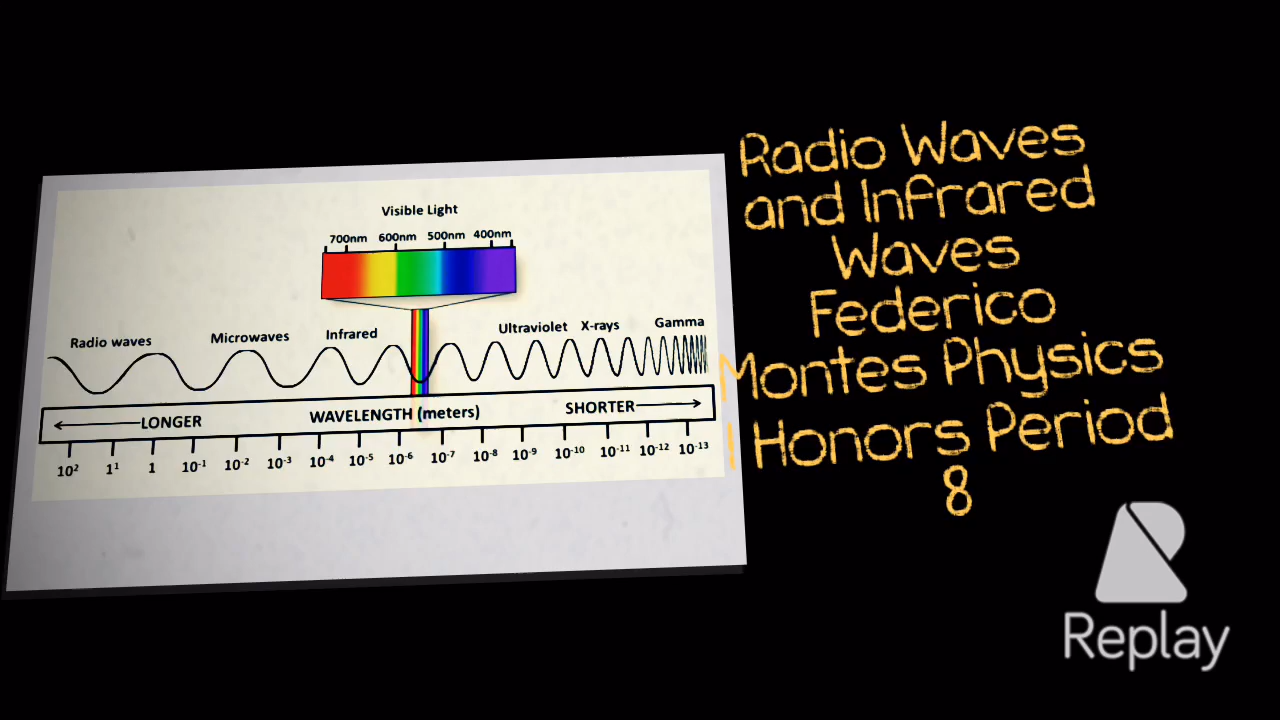 Visible Light
700nm 600nm 500nm 400nm
Radio waves Microwaves Infrared Ultraviolet X-rays Gamma
LONGER WAVELENGTH (meters) SHORTER
10² 1¹ 1 10⁻¹ 10⁻² 10⁻³ 10⁻⁴ 10⁻⁵ 10⁻⁶ 10⁻⁷ 10⁻⁸ 10⁻⁹ 10⁻¹⁰ 10⁻¹¹ 10⁻¹² 10⁻¹³
Radio Waves
and Infrared
Waves
Federico
Montes Physics
1 Honors Period
8
Replay